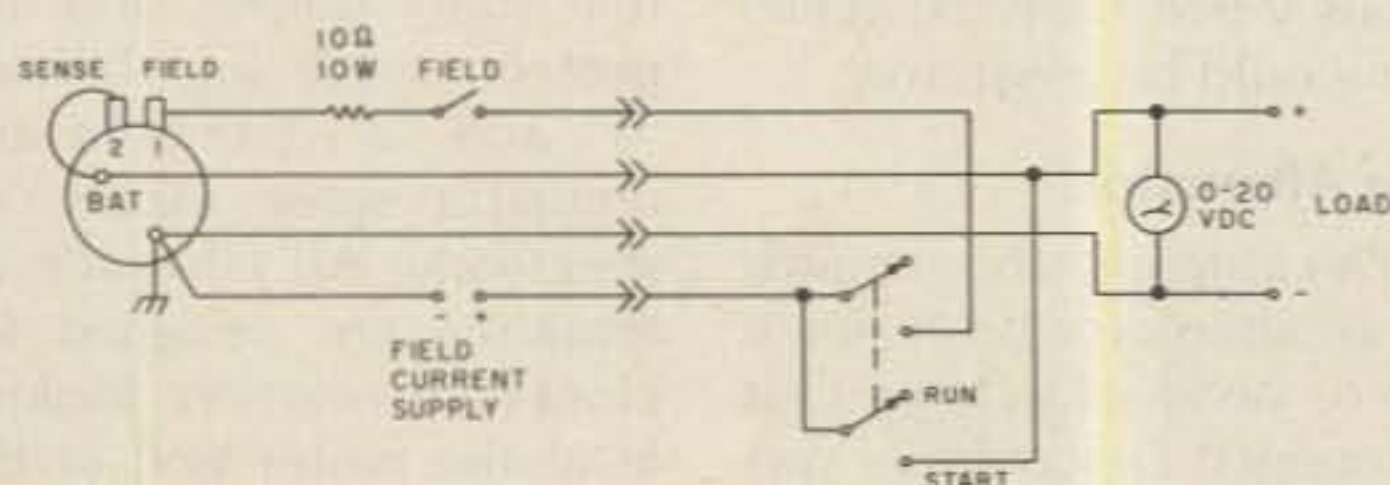 10Ω
10W
SENSE FIELD
FIELD
2 1
BAT
- +
FIELD
CURRENT
SUPPLY
RUN
START
0-20
VDC
LOAD
+
-